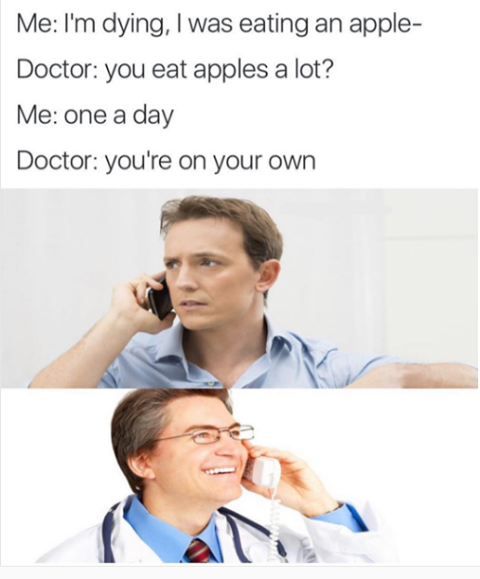 Me: I'm dying, I was eating an apple-
Doctor: you eat apples a lot?
Me: one a day
Doctor: you're on your own